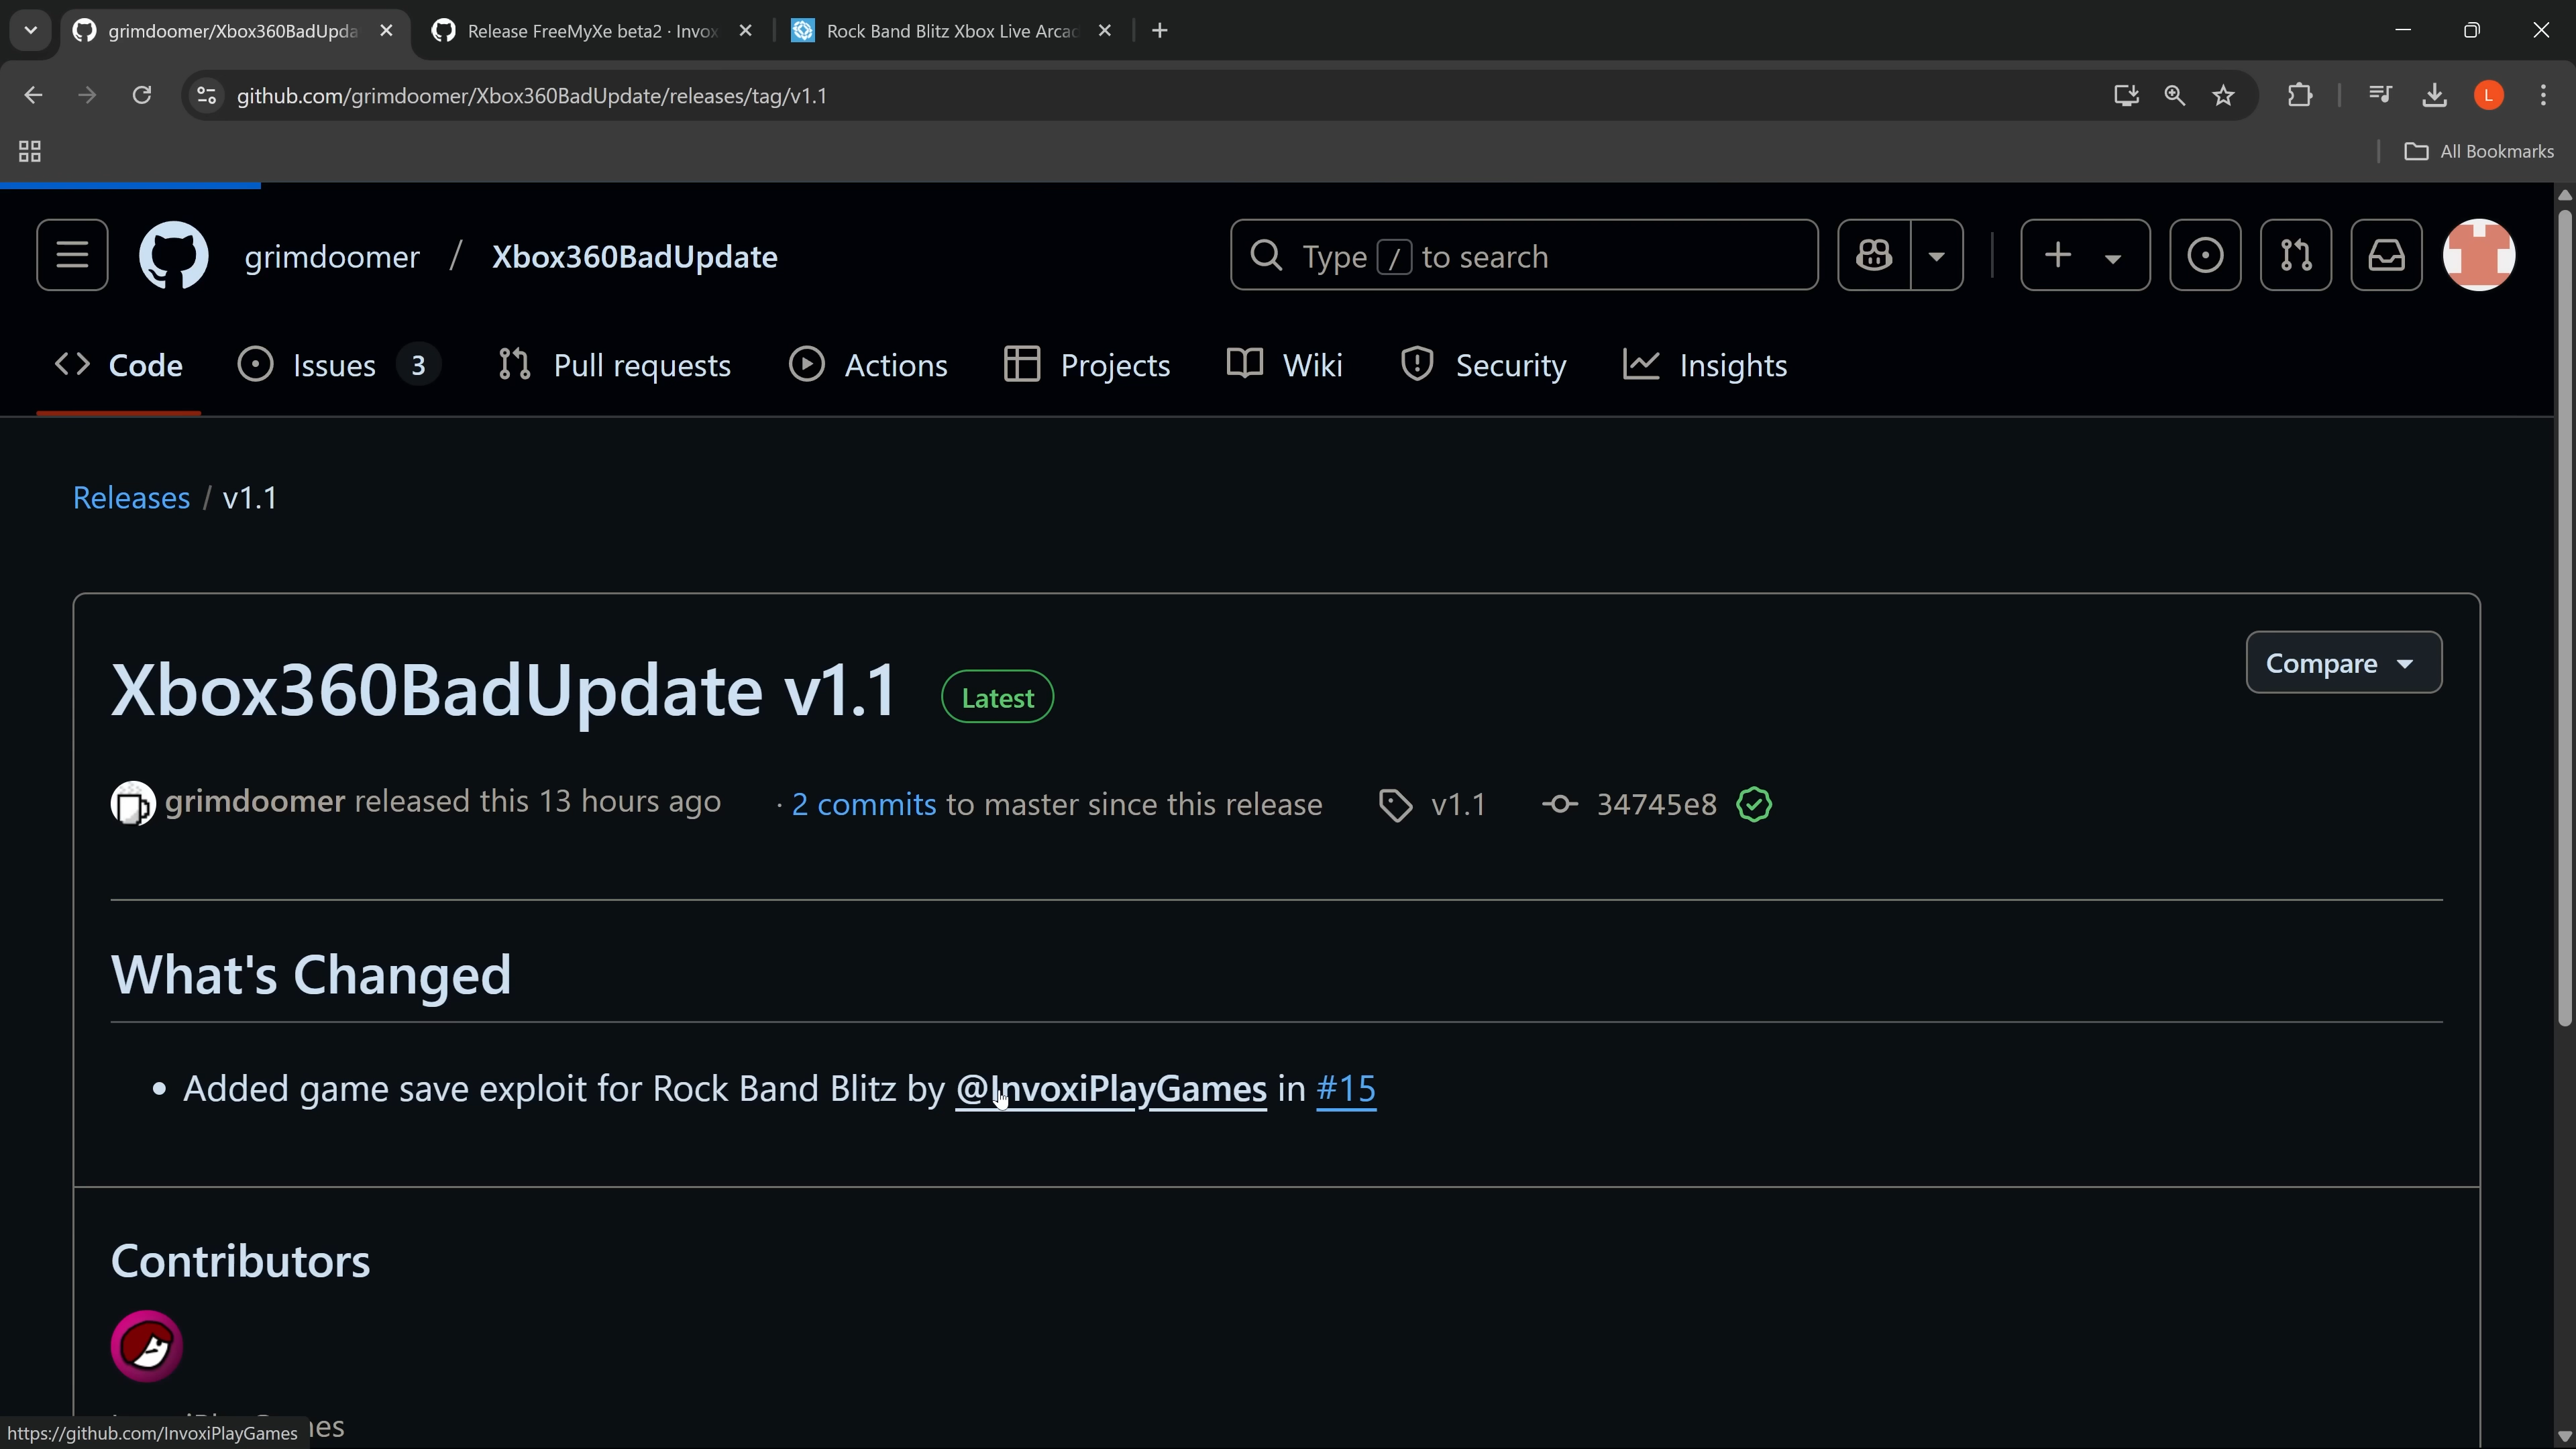 grimdoomer/Xbox360BadUpda
Release FreeMyXe beta2 · Invox
Rock Band Blitz Xbox Live Arcad
github.com/grimdoomer/Xbox360BadUpdate/releases/tag/v1.1
L
All Bookmarks
grimdoomer / Xbox360BadUpdate
Type / to search
Code
Issues 3
Pull requests
Actions
Projects
Wiki
Security
Insights
Releases / v1.1
Xbox360BadUpdate v1.1
Latest
Compare
grimdoomer released this 13 hours ago
· 2 commits to master since this release
v1.1
34745e8
What's Changed
• Added game save exploit for Rock Band Blitz by @InvoxiPlayGames in #15
Contributors
https://github.com/InvoxiPlayGames